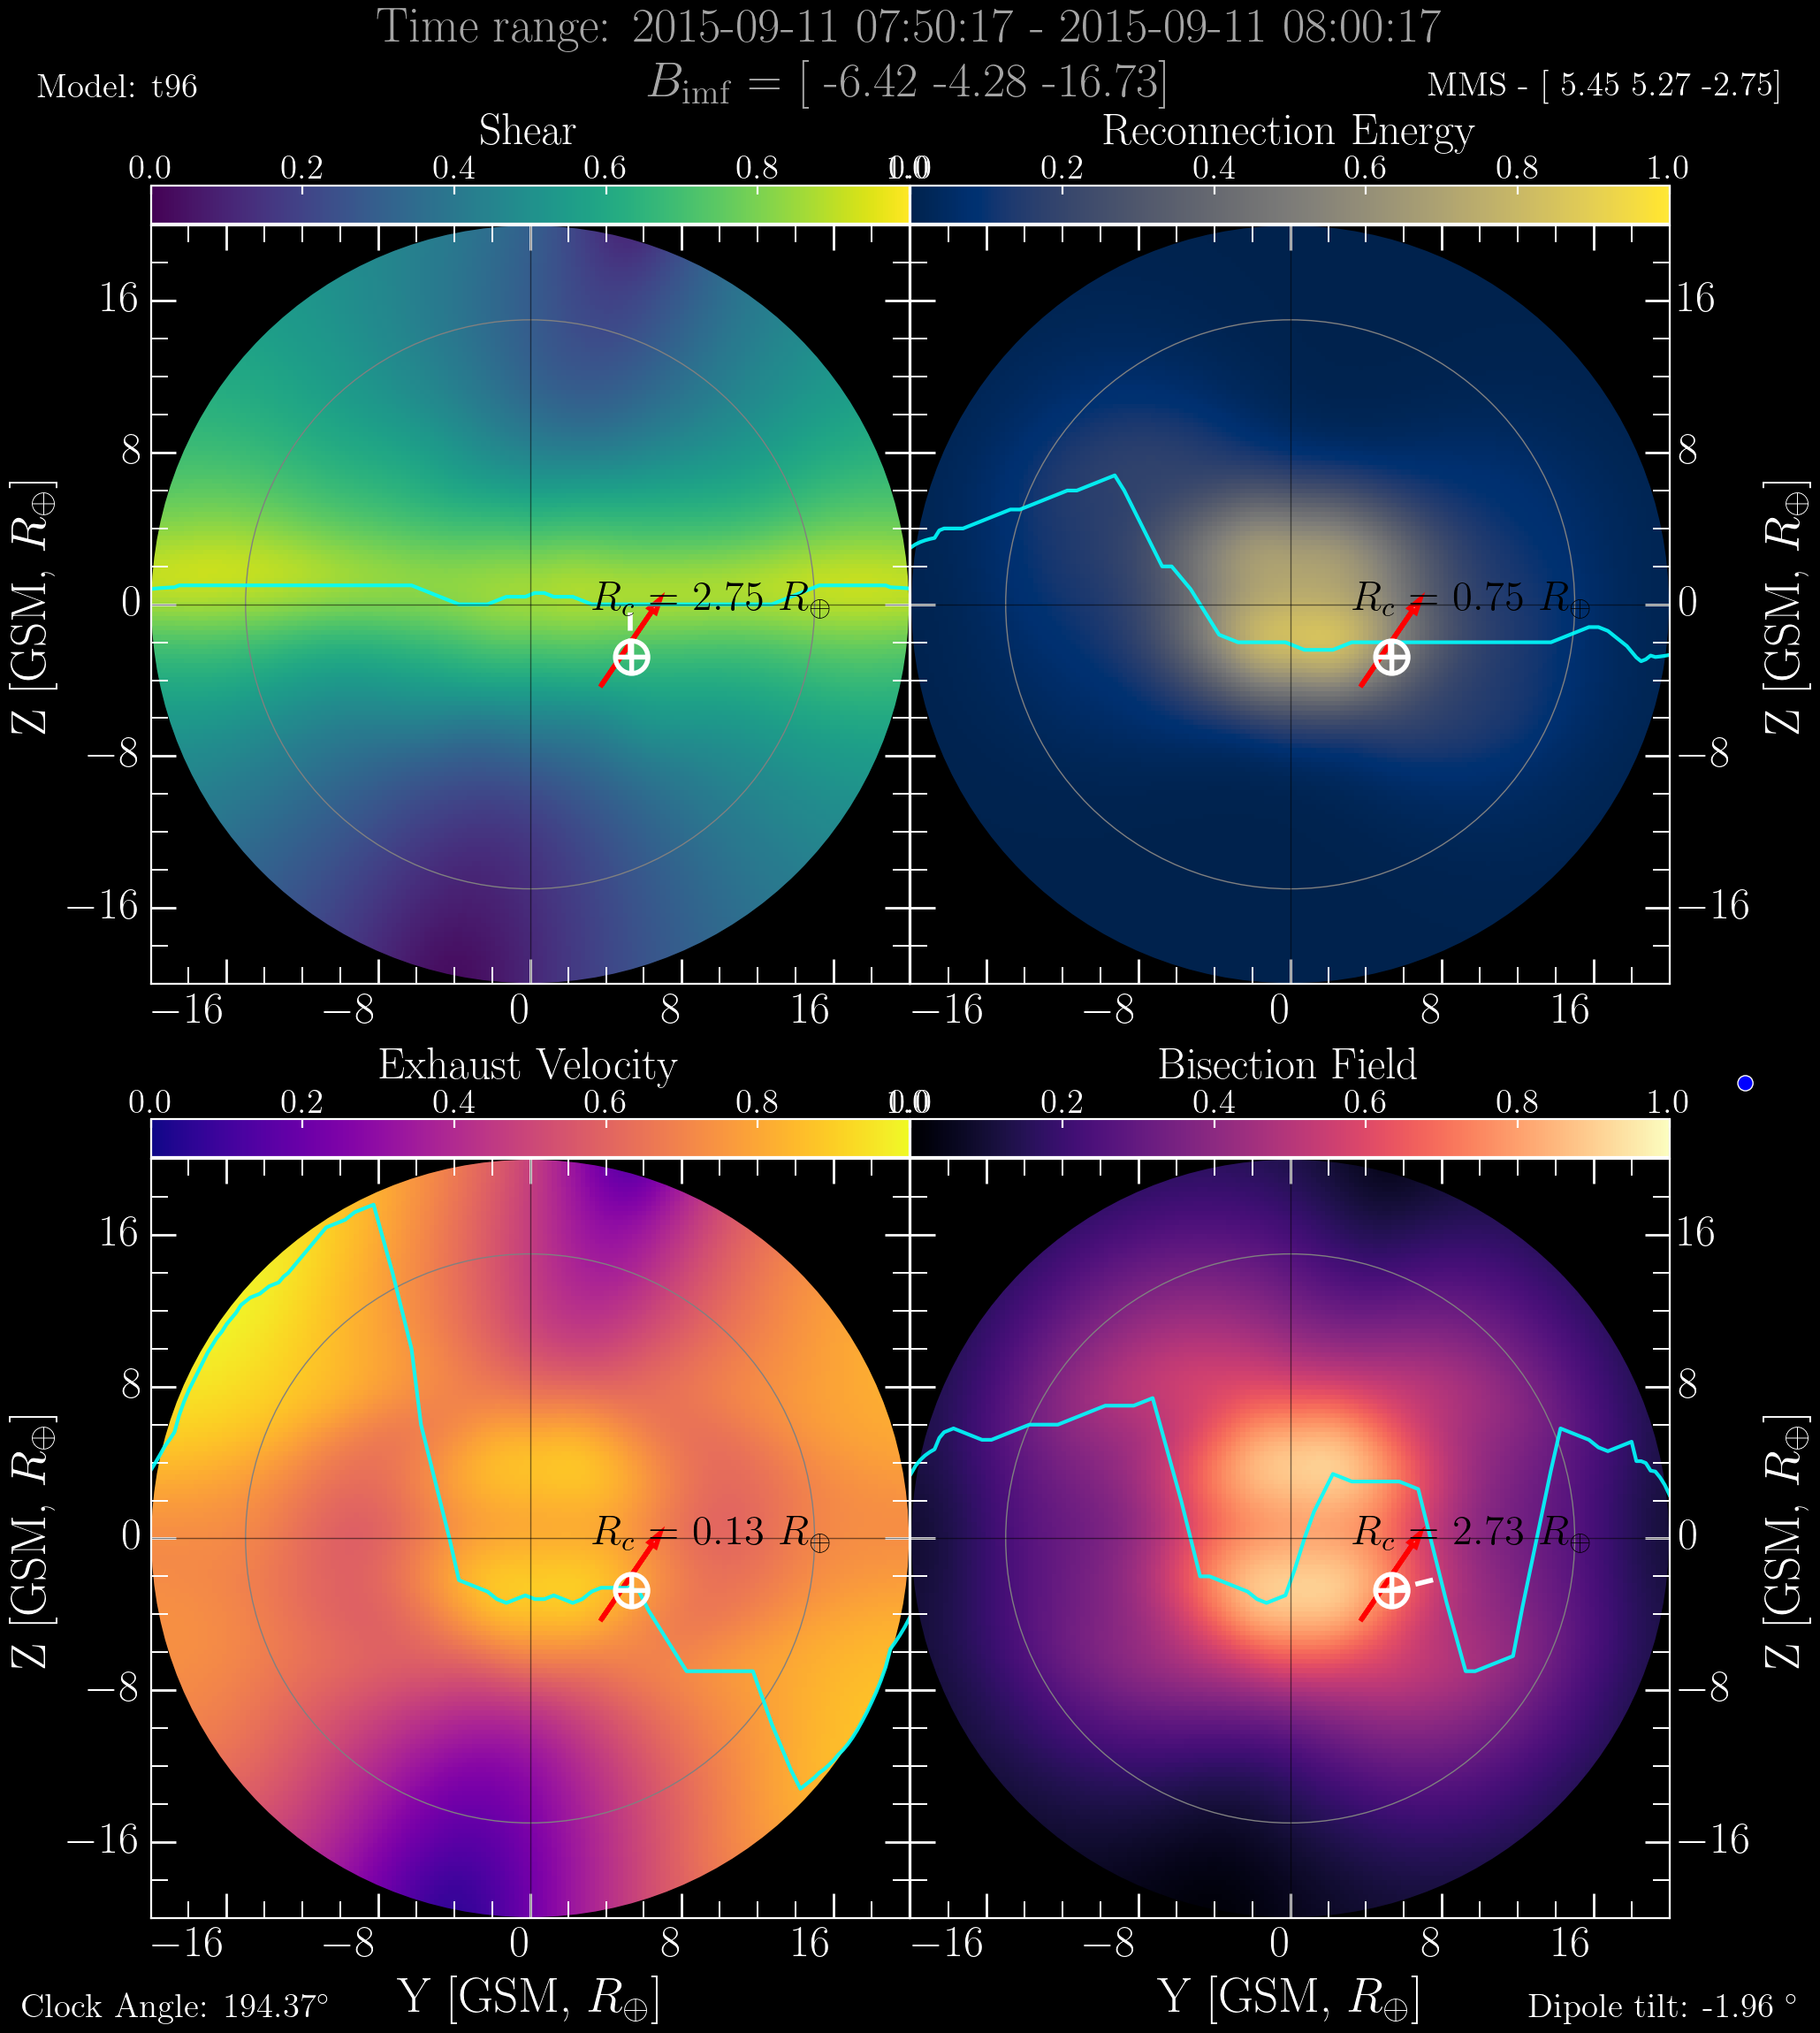 Time range: 2015-09-11 07:50:17 - 2015-09-11 08:00:17
Model: t96
B_imf = [ -6.42 -4.28 -16.73]
MMS - [ 5.45 5.27 -2.75]
Shear
Reconnection Energy
0.0 0.2 0.4 0.6 0.8 1.0
0.0 0.2 0.4 0.6 0.8 1.0
16
8
0
−8
−16
Z [GSM, R⊕]
R_c = 2.75 R⊕
R_c = 0.75 R⊕
16
8
0
−8
−16
Z [GSM, R⊕]
−16 −8 0 8 16
−16 −8 0 8 16
Exhaust Velocity
Bisection Field
0.0 0.2 0.4 0.6 0.8 1.0
0.0 0.2 0.4 0.6 0.8 1.0
16
8
0
−8
−16
Z [GSM, R⊕]
R_c = 0.13 R⊕
R_c = 2.73 R⊕
16
8
0
−8
−16
Z [GSM, R⊕]
−16 −8 0 8 16
−16 −8 0 8 16
Y [GSM, R⊕]
Y [GSM, R⊕]
Clock Angle: 194.37°
Dipole tilt: -1.96 °